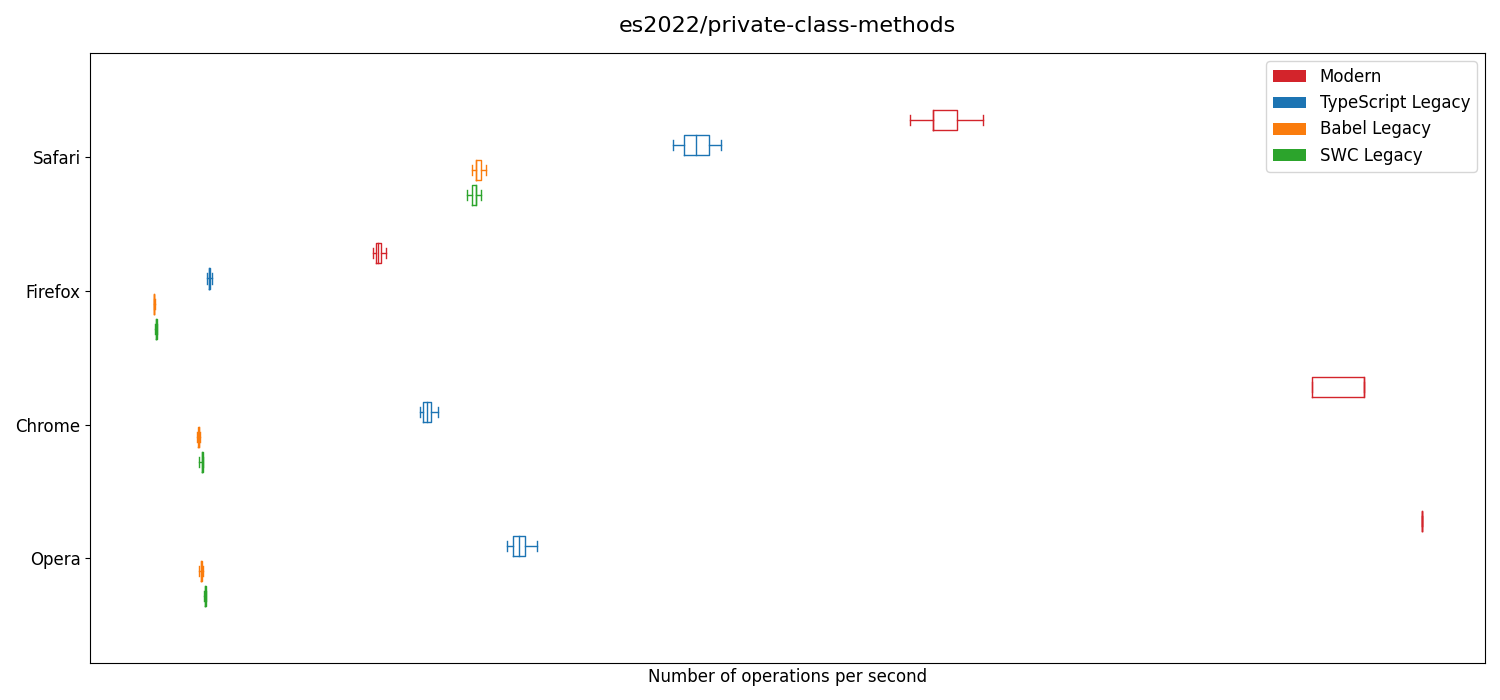 es2022/private-class-methods
Modern
TypeScript Legacy
Babel Legacy
SWC Legacy
Safari
Firefox
Chrome
Opera
Number of operations per second